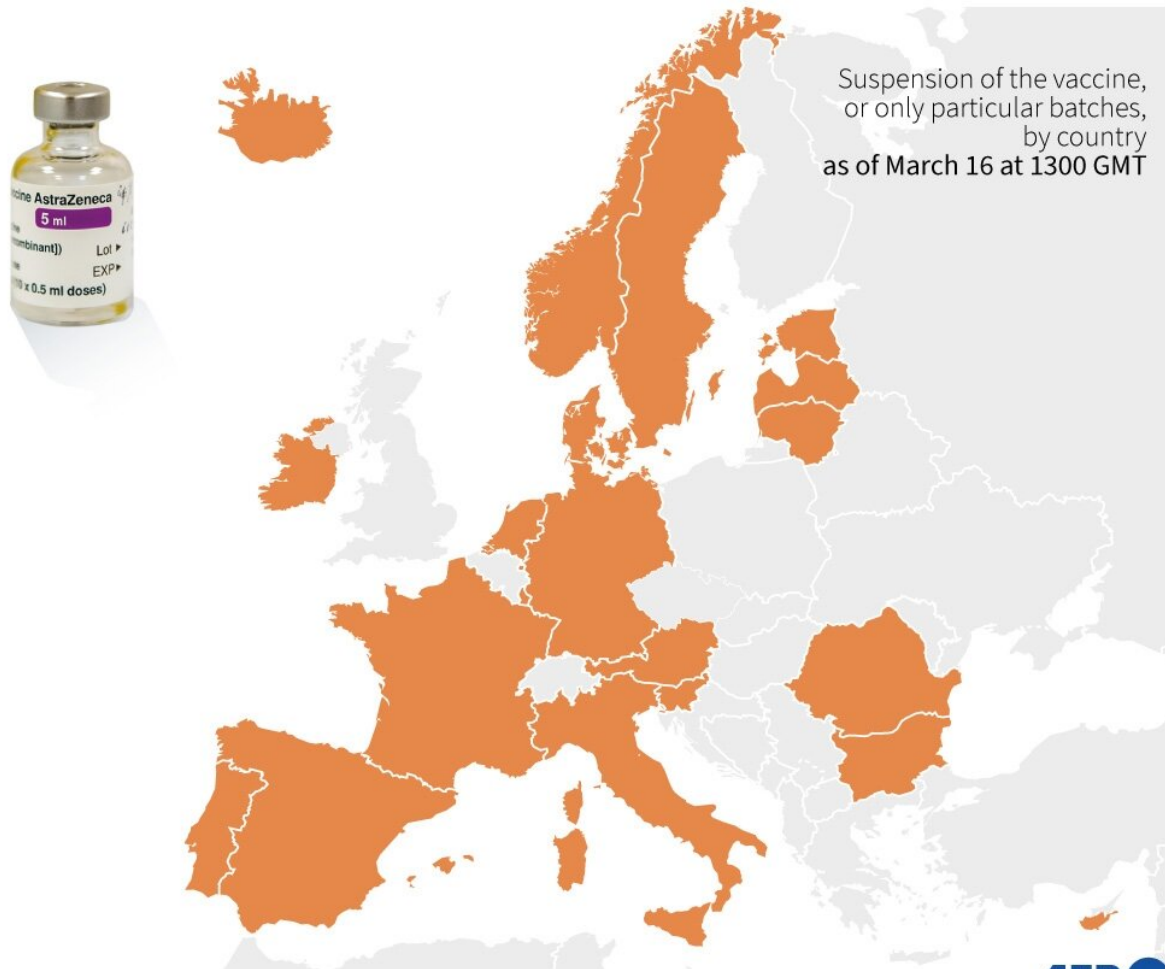 Suspension of the vaccine,
or only particular batches,
by country
as of March 16 at 1300 GMT
AstraZeneca
5 ml
Lot
EXP
x 0.5 ml doses)
AFP